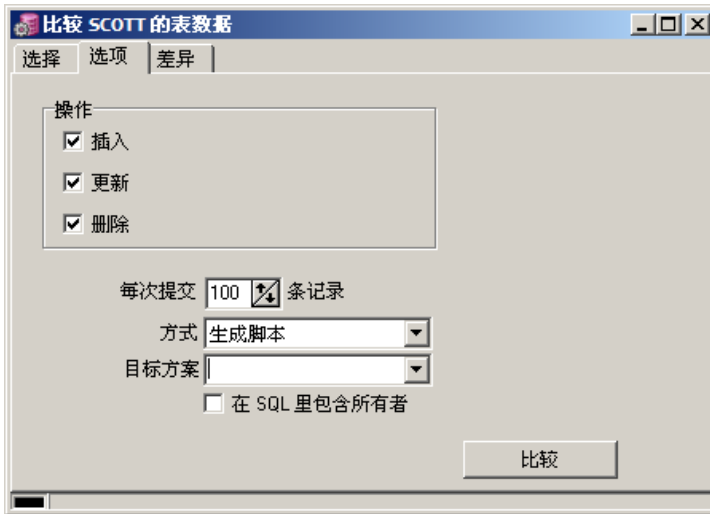 比较 SCOTT 的表数据
选择 选项 差异
操作
插入
更新
删除
每次提交 100 条记录
方式 生成脚本
目标方案
在 SQL 里包含所有者
比较